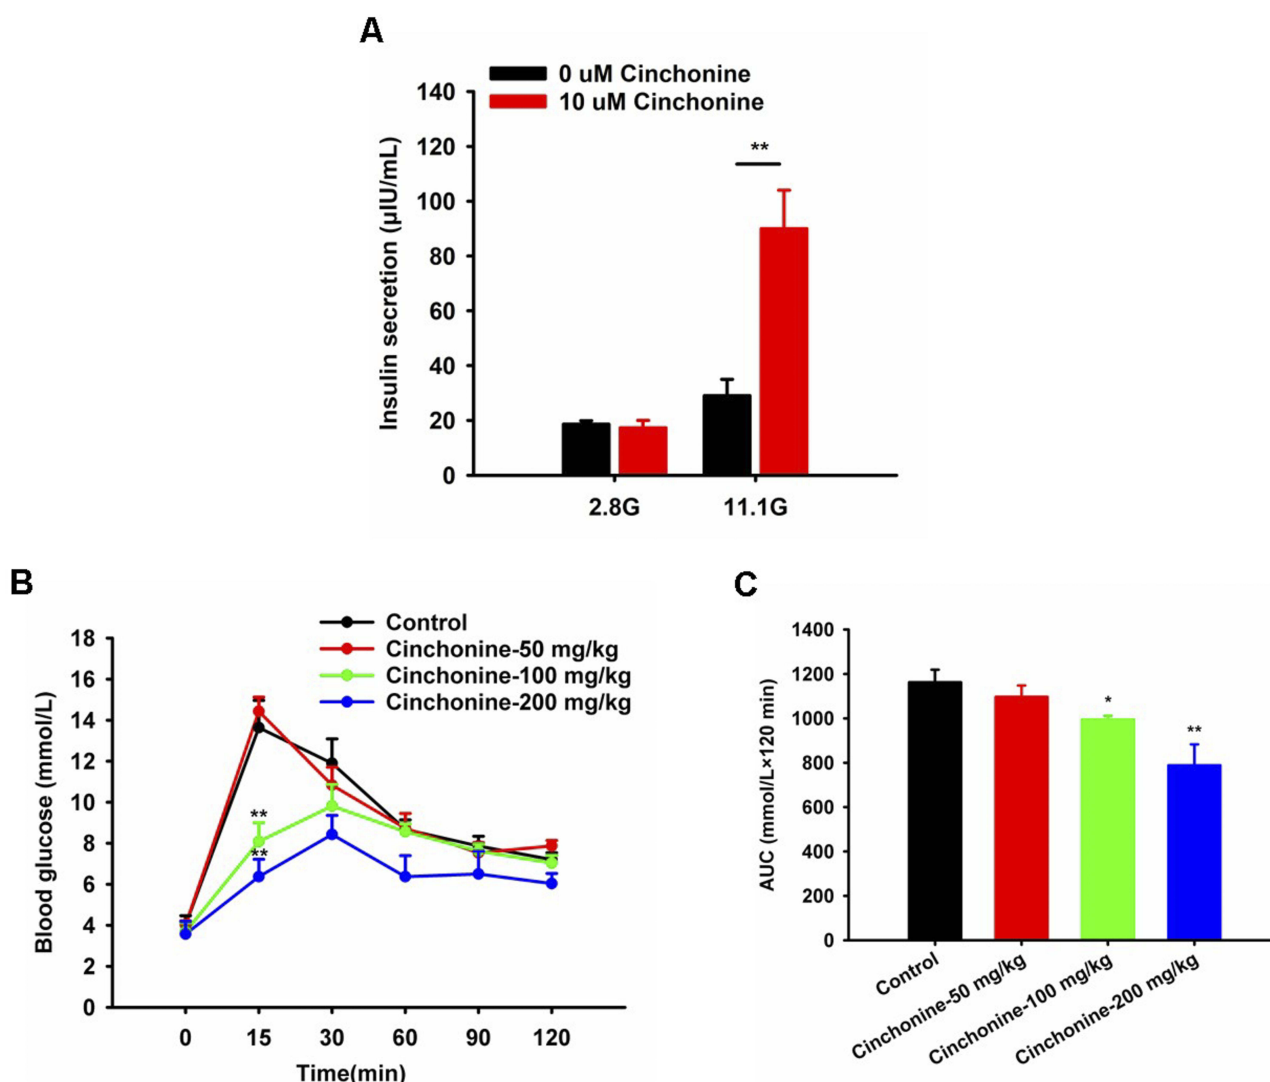 A
0 uM Cinchonine
10 uM Cinchonine
140
120
100
80
60
40
20
0
Insulin secretion (µIU/mL)
**
2.8G
11.1G
B
Control
Cinchonine-50 mg/kg
Cinchonine-100 mg/kg
Cinchonine-200 mg/kg
18
16
14
12
10
8
6
4
2
0
Blood glucose (mmol/L)
**
**
0
15
30
60
90
120
Time(min)
C
1400
1200
1000
800
600
400
200
0
AUC (mmol/L×120 min)
*
**
Control
Cinchonine-50 mg/kg
Cinchonine-100 mg/kg
Cinchonine-200 mg/kg